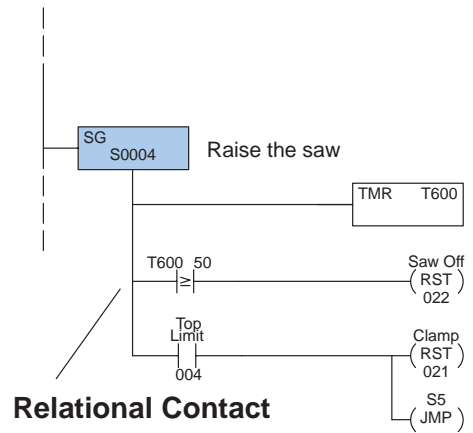 SG
S0004
Raise the saw
TMR T600
T600 50
≥
Saw Off
RST
022
Top
Limit
004
Clamp
RST
021
S5
JMP
Relational Contact